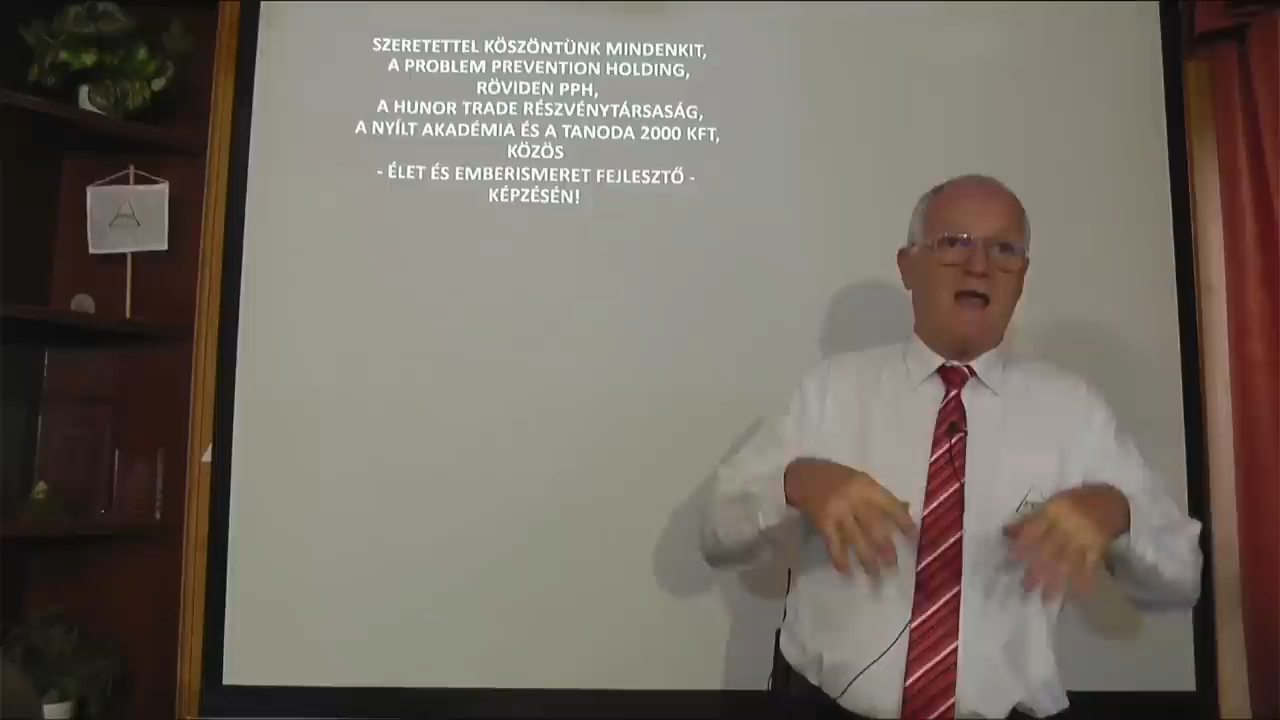 SZERETETTEL KÖSZÖNTÜNK MINDENKIT,
A PROBLEM PREVENTION HOLDING,
RÖVIDEN PPH,
A HUNOR TRADE RÉSZVÉNYTÁRSASÁG,
A NYÍLT AKADÉMIA ÉS A TANODA 2000 KFT,
KÖZÖS
- ÉLET ÉS EMBERISMERET FEJLESZTŐ -
KÉPZÉSÉN!